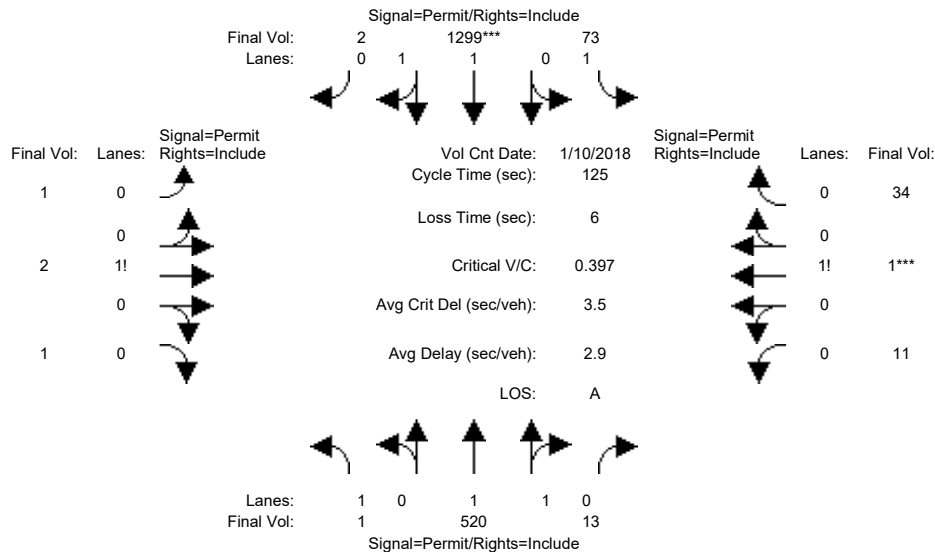 Signal=Permit/Rights=Include
Final Vol: 2 1299*** 73
Lanes: 0 1 1 0 1
Signal=Permit Signal=Permit
Final Vol: Lanes: Rights=Include Vol Cnt Date: 1/10/2018 Rights=Include Lanes: Final Vol:
Cycle Time (sec): 125
1 0 0 34
Loss Time (sec): 6
0 0
2 1! Critical V/C: 0.397 1! 1***
0 Avg Crit Del (sec/veh): 3.5 0
1 0 Avg Delay (sec/veh): 2.9 0 11
LOS: A
Lanes: 1 0 1 1 0
Final Vol: 1 520 13
Signal=Permit/Rights=Include